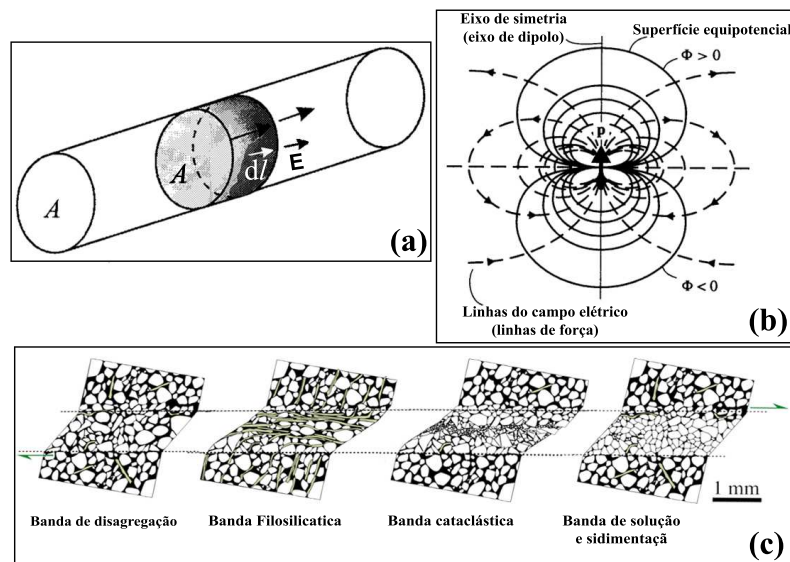 A
A
dl
E
(a)
Eixo de simetria
(eixo de dipolo)
Superfície equipotencial
Φ > 0
p
Φ < 0
Linhas do campo elétrico
(linhas de força)
(b)
1 mm
Banda de disagregação
Banda Filosilicatica
Banda cataclástica
Banda de solução
e sidimentaçã
(c)